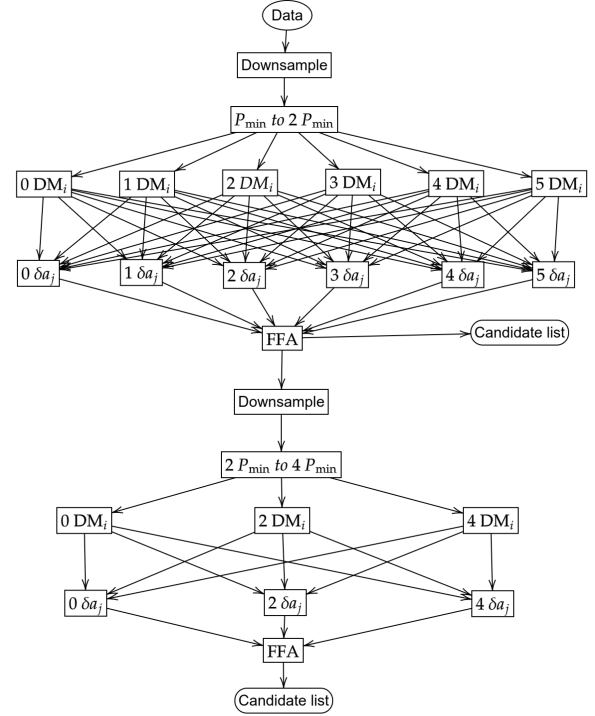 Data
Downsample
P_min to 2 P_min
0 DM_i 1 DM_i 2 DM_i 3 DM_i 4 DM_i 5 DM_i
0 δa_j 1 δa_j 2 δa_j 3 δa_j 4 δa_j 5 δa_j
FFA
Candidate list
Downsample
2 P_min to 4 P_min
0 DM_i 2 DM_i 4 DM_i
0 δa_j 2 δa_j 4 δa_j
FFA
Candidate list